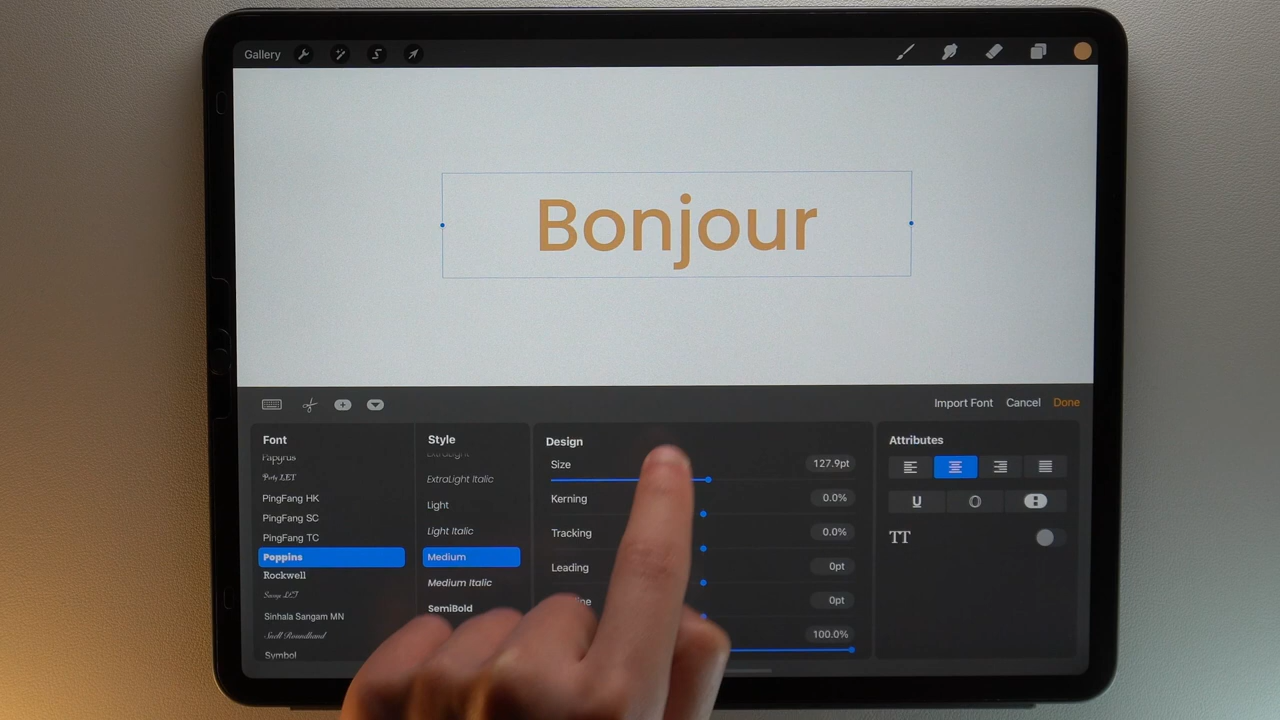 Gallery
Bonjour
Import Font Cancel Done
Font
Papyrus
Party LET
PingFang HK
PingFang SC
PingFang TC
Poppins
Rockwell
Savoye LET
Sinhala Sangam MN
Snell Roundhand
Symbol
Style
ExtraLight
ExtraLight Italic
Light
Light Italic
Medium
Medium Italic
SemiBold
Design
Size 127.9pt
Kerning 0.0%
Tracking 0.0%
Leading 0pt
0pt
100.0%
Attributes
U O
TT